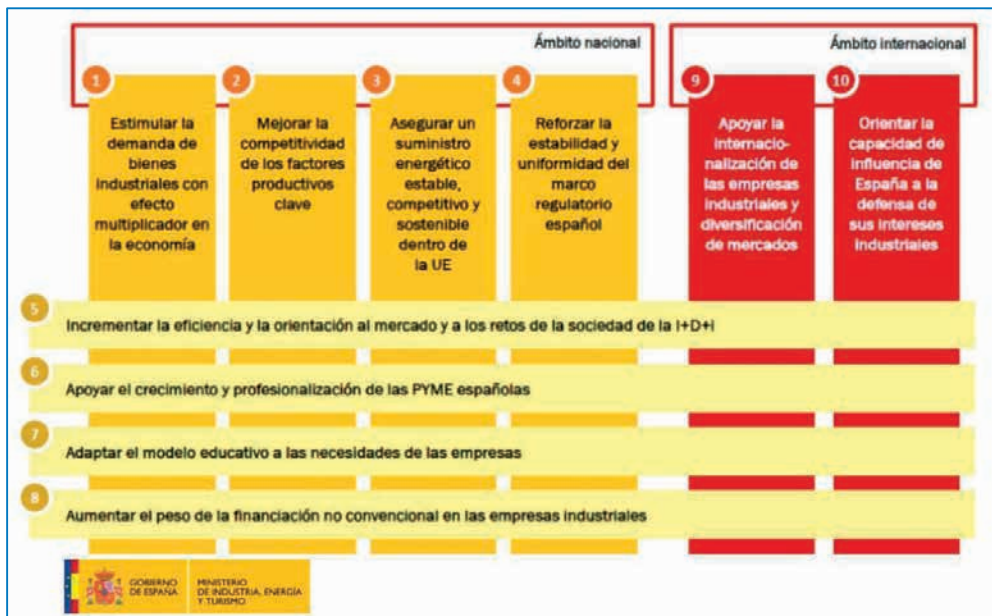 Ámbito nacional
Ámbito internacional
1
Estimular la
demanda de
bienes
industriales con
efecto
multiplicador en
la economía
2
Mejorar la
competitividad
de los factores
productivos
clave
3
Asegurar un
suministro
energético
estable,
competitivo y
sostenible
dentro de
la UE
4
Reforzar la
estabilidad y
uniformidad del
marco
regulatorio
español
9
Apoyar la
internacio-
nalización de
las empresas
industriales y
diversificación
de mercados
10
Orientar la
capacidad de
influencia de
España a la
defensa de
sus intereses
industriales
5
Incrementar la eficiencia y la orientación al mercado y a los retos de la sociedad de la I+D+i
6
Apoyar el crecimiento y profesionalización de las PYME españolas
7
Adaptar el modelo educativo a las necesidades de las empresas
8
Aumentar el peso de la financiación no convencional en las empresas industriales
GOBIERNO
DE ESPAÑA
MINISTERIO
DE INDUSTRIA, ENERGÍA
Y TURISMO